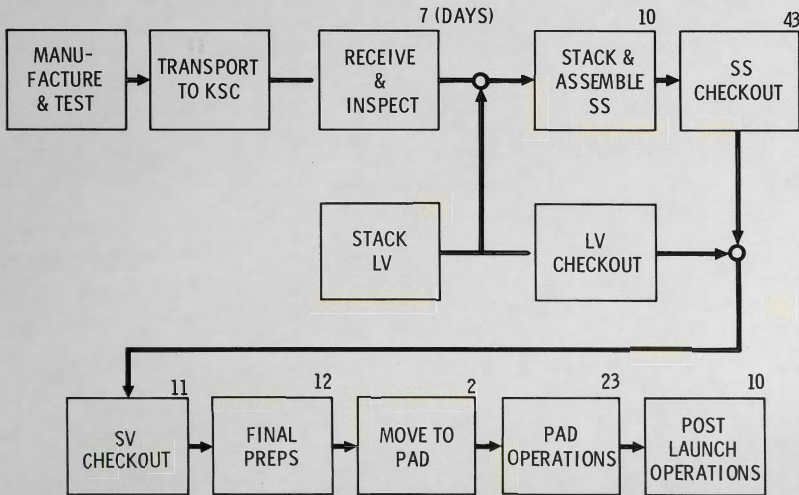 7 (DAYS)
10
43
MANU-
FACTURE
& TEST
TRANSPORT
TO KSC
RECEIVE
&
INSPECT
STACK &
ASSEMBLE
SS
SS
CHECKOUT
STACK
LV
LV
CHECKOUT
11
12
2
23
10
SV
CHECKOUT
FINAL
PREPS
MOVE TO
PAD
PAD
OPERATIONS
POST
LAUNCH
OPERATIONS